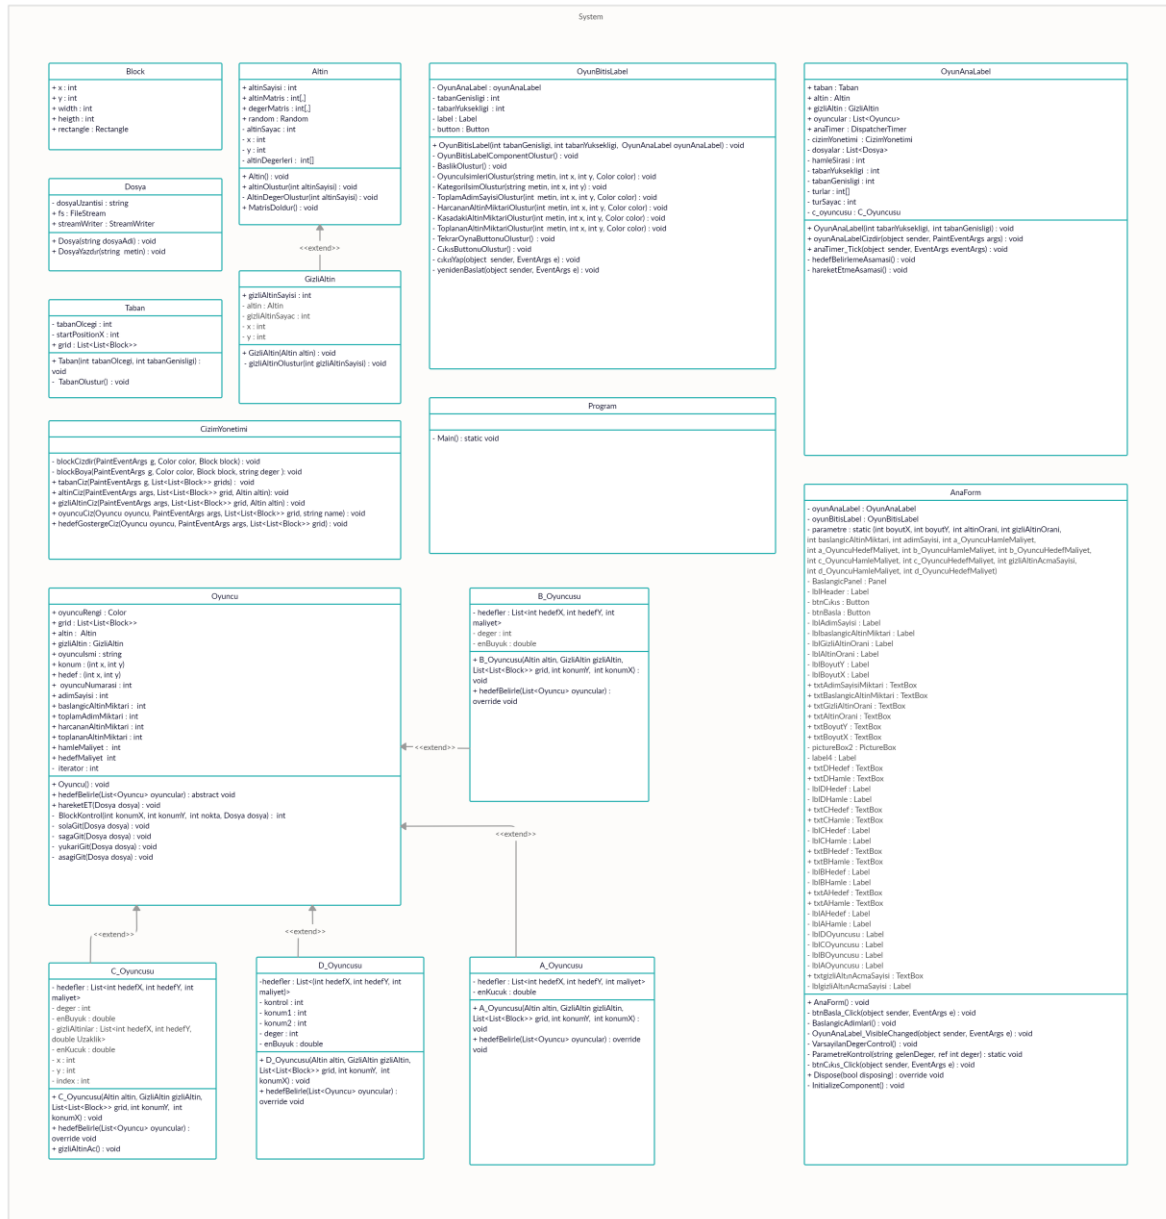 System
Block
+ x : int
+ y : int
+ width : int
+ heigth : int
+ rectangle : Rectangle
Altin
+ altinSayisi : int
+ altinMatris : int[,]
+ degerMatris : int[,]
+ random : Random
- altinSayac : int
- x : int
- y : int
- altinDegerleri : int[]
+ Altin() : void
+ altinOlustur(int altinSayisi) : void
- AltinDegerOlustur(int altinSayisi) : void
+ MatrisDoldur() : void
OyunBitisLabel
- OyunAnaLabel : oyunAnaLabel
- tabanGenisligi : int
- tabanYuksekligi : int
- label : Label
- button : Button
+ OyunBitisLabel(int tabanGenisligi, int tabanYuksekligi, OyunAnaLabel oyunAnaLabel) : void
- OyunBitisLabelComponentOlustur() : void
- BaslikOlustur() : void
- OyuncuIsimleriOlustur(string metin, int x, int y, Color color) : void
- KategoriIsimOlustur(string metin, int x, int y) : void
- ToplamAdimSayisiOlustur(int metin, int x, int y, Color color) : void
- HarcananAltinMiktariOlustur(int metin, int x, int y, Color color) : void
- KasadakiAltinMiktariOlustur(int metin, int x, int y, Color color) : void
- ToplananAltinMiktariOlustur(int metin, int x, int y, Color color) : void
- TekrarOynaButtonuOlustur() : void
- CıkısButtonuOlustur() : void
- cıkısYap(object sender, EventArgs e) : void
- yenidenBaslat(object sender, EventArgs e) : void
OyunAnaLabel
+ taban : Taban
+ altin : Altin
+ gizliAltin : GizliAltin
+ oyuncular : List<Oyuncu>
+ anaTimer : DispatcherTimer
- cizimYonetimi : CizimYonetimi
- dosyalar : List<Dosya>
- hamleSirasi : int
- tabanYuksekligi : int
- tabanGenisligi : int
- turlar : int[]
- turSayac : int
- c_oyuncusu : C_Oyuncusu
+ OyunAnaLabel(int tabanYuksekligi, int tabanGenisligi) : void
+ oyunAnaLabelCizdir(object sender, PaintEventArgs args) : void
+ anaTimer_Tick(object sender, EventArgs eventArgs) : void
- hedefBelirlemeAsamasi() : void
- hareketEtmeAsamasi() : void
Dosya
- dosyaUzantisi : string
+ fs : FileStream
+ streamWriter : StreamWriter
+ Dosya(string dosyaAdi) : void
+ DosyaYazdır(string metin) : void
<<extend>>
GizliAltin
+ gizliAltinSayisi : int
- altin : Altin
- gizliAltinSayac : int
- x : int
- y : int
+ GizliAltin(Altin altin) : void
- gizliAltinOlustur(int gizliAltinSayisi) : void
Taban
- tabanOlcegi : int
- startPositionX : int
+ grid : List<List<Block>>
+ Taban(int tabanOlcegi, int tabanGenisligi) :
void
- TabanOlustur() : void
Program
- Main() : static void
CizimYonetimi
- blockCizdir(PaintEventArgs g, Color color, Block block) : void
- blockBoya(PaintEventArgs g, Color color, Block block, string deger ): void
+ tabanCiz(PaintEventArgs g, List<List<Block>> grids) : void
+ altinCiz(PaintEventArgs args, List<List<Block>> grid, Altin altin): void
+ gizliAltinCiz(PaintEventArgs args, List<List<Block>> grid, Altin altin) : void
+ oyuncuCiz(Oyuncu oyuncu, PaintEventArgs args, List<List<Block>> grid, string name) : void
+ hedefGostergeCiz(Oyuncu oyuncu, PaintEventArgs args, List<List<Block>> grid) : void
AnaForm
- oyunAnaLabel : OyunAnaLabel
- oyunBitisLabel : OyunBitisLabel
- parametre : static (int boyutX, int boyutY, int altinOrani, int gizliAltinOrani,
int baslangicAltinMiktari, int adimSayisi, int a_OyuncuHamleMaliyet,
int a_OyuncuHedefMaliyet, int b_OyuncuHamleMaliyet, int b_OyuncuHedefMaliyet,
int c_OyuncuHamleMaliyet, int c_OyuncuHedefMaliyet, int gizliAltinAcmaSayisi,
int d_OyuncuHamleMaliyet, int d_OyuncuHedefMaliyet)
- BaslangicPanel : Panel
- lblHeader : Label
- btnCıkıs : Button
- btnBasla : Button
- lblAdimSayisi : Label
- lblbaslangicAltinMiktari : Label
- lblGizliAltinOrani : Label
- lblAltinOrani : Label
- lblBoyutY : Label
- lblBoyutX : Label
+ txtAdimSayisiMiktari : TextBox
+ txtBaslangicAltinMiktari : TextBox
+ txtGizliAltinOrani : TextBox
+ txtAltinOrani : TextBox
+ txtBoyutY : TextBox
+ txtBoyutX : TextBox
- pictureBox2 : PictureBox
- label4 : Label
+ txtDHedef : TextBox
+ txtDHamle : TextBox
- lblDHedef : Label
- lblDHamle : Label
+ txtCHedef : TextBox
+ txtCHamle : TextBox
- lblCHedef : Label
- lblCHamle : Label
+ txtBHedef : TextBox
+ txtBHamle : TextBox
- lblBHedef : Label
- lblBHamle : Label
+ txtAHedef : TextBox
+ txtAHamle : TextBox
- lblAHedef : Label
- lblAHamle : Label
- lblDOyuncusu : Label
- lblCOyuncusu : Label
- lblBOyuncusu : Label
- lblAOyuncusu : Label
+ txtgizliAltınAcmaSayisi : TextBox
- lblgizliAltınAcmaSayisi : Label
+ AnaForm() : void
- btnBasla_Click(object sender, EventArgs e) : void
- BaslangicAdimlari() : void
- OyunAnaLabel_VisibleChanged(object sender, EventArgs e) : void
- VarsayilanDegerControl() : void
- ParametreKontrol(string gelenDeger, ref int deger) : static void
- btnCıkıs_Click(object sender, EventArgs e) : void
+ Dispose(bool disposing) : override void
- InitializeComponent() : void
Oyuncu
+ oyuncuRengi : Color
+ grid : List<List<Block>>
+ altin : Altin
+ gizliAltin : GizliAltin
+ oyuncuIsmi : string
+ konum : (int x, int y)
+ hedef : (int x, int y)
+ oyuncuNumarasi : int
+ adimSayisi : int
+ baslangicAltinMiktari : int
+ toplamAdimMiktari : int
+ harcananAltinMiktari : int
+ toplananAltinMiktari : int
+ hamleMaliyet : int
+ hedefMaliyet int
- iterator : int
+ Oyuncu() : void
+ hedefBelirle(List<Oyuncu> oyuncular) : abstract void
+ hareketET(Dosya dosya) : void
- BlockKontrol(int konumX, int konumY, int nokta, Dosya dosya) : int
- solaGit(Dosya dosya) : void
- sagaGit(Dosya dosya) : void
- yukariGit(Dosya dosya) : void
- asagiGit(Dosya dosya) : void
B_Oyuncusu
- hedefler : List<int hedefX, int hedefY, int
maliyet>
- deger : int
- enBuyuk : double
+ B_Oyuncusu(Altin altin, GizliAltin gizliAltin,
List<List<Block>> grid, int konumY, int konumX) :
void
+ hedefBelirle(List<Oyuncu> oyuncular) :
override void
<<extend>>
<<extend>>
<<extend>>
<<extend>>
C_Oyuncusu
- hedefler : List<int hedefX, int hedefY, int
maliyet>
- deger : int
- enBuyuk : double
- gizliAltinlar : List<int hedefX, int hedefY,
double Uzaklik>
- enKucuk : double
- x : int
- y : int
- index : int
+ C_Oyuncusu(Altin altin, GizliAltin gizliAltin,
List<List<Block>> grid, int konumY, int
konumX) : void
+ hedefBelirle(List<Oyuncu> oyuncular) :
override void
+ gizliAltinAc() : void
D_Oyuncusu
-hedefler : List<(int hedefX, int hedefY, int
maliyet)>
- kontrol : int
- konum1 : int
- konum2 : int
- deger : int
- enBuyuk : double
+ D_Oyuncusu(Altin altin, GizliAltin gizliAltin,
List<List<Block>> grid, int konumY, int
konumX) : void
+ hedefBelirle(List<Oyuncu> oyuncular) :
override void
A_Oyuncusu
- hedefler : List<int hedefX, int hedefY, int maliyet>
- enKucuk : double
+ A_Oyuncusu(Altin altin, GizliAltin gizliAltin,
List<List<Block>> grid, int konumY, int konumX) :
void
+ hedefBelirle(List<Oyuncu> oyuncular) : override
void